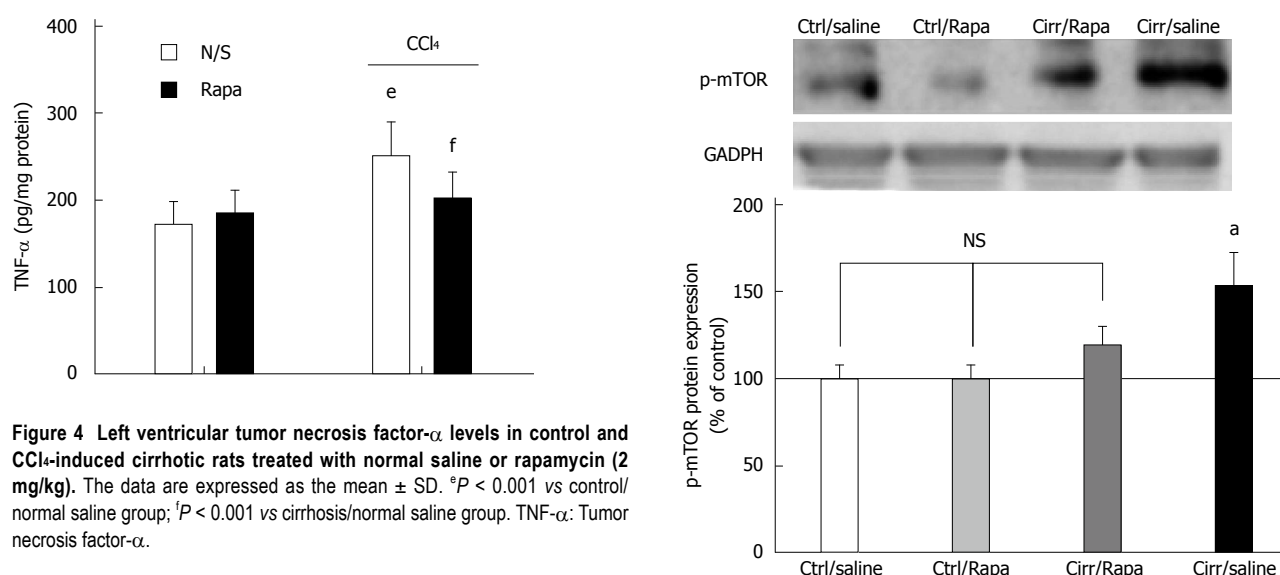 400
300
200
100
0
TNF-α (pg/mg protein)
N/S
Rapa
CCl₄
e
f
Figure 4 Left ventricular tumor necrosis factor-α levels in control and
CCl₄-induced cirrhotic rats treated with normal saline or rapamycin (2
mg/kg). The data are expressed as the mean ± SD. ᵉP < 0.001 vs control/
normal saline group; ᶠP < 0.001 vs cirrhosis/normal saline group. TNF-α: Tumor
necrosis factor-α.
Ctrl/saline Ctrl/Rapa Cirr/Rapa Cirr/saline
p-mTOR
GADPH
200
150
100
50
0
p-mTOR protein expression
(% of control)
NS
a
Ctrl/saline Ctrl/Rapa Cirr/Rapa Cirr/saline